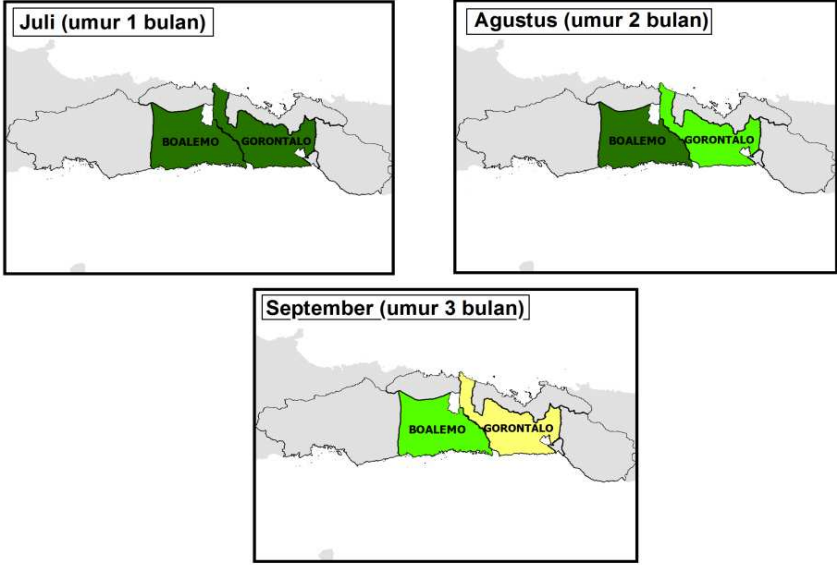 Juli (umur 1 bulan)
BOALEMO
GORONTALO
Agustus (umur 2 bulan)
BOALEMO
GORONTALO
September (umur 3 bulan)
BOALEMO
GORONTALO